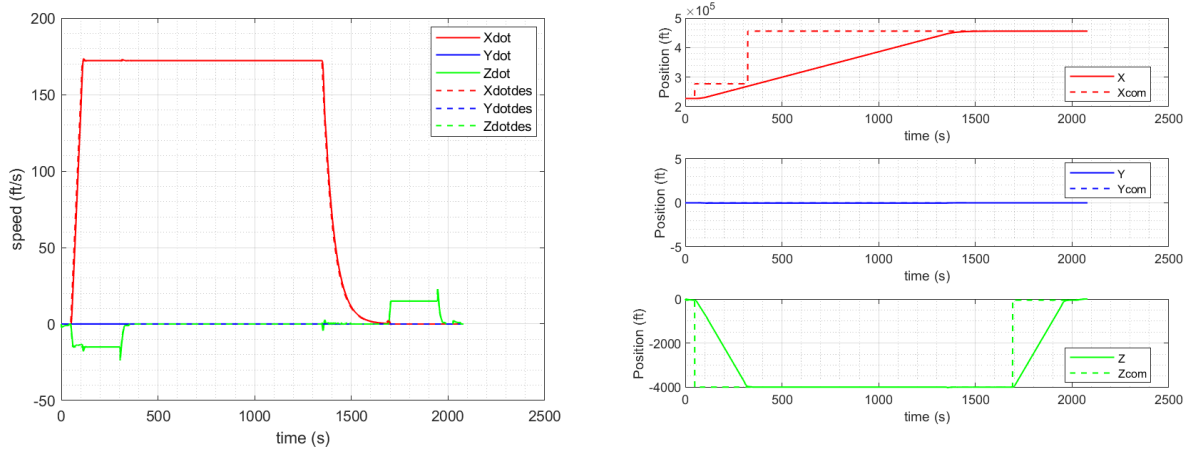 200
150
100
50
0
-50
speed (ft/s)
0 500 1000 1500 2000 2500
time (s)
Xdot
Ydot
Zdot
Xdotdes
Ydotdes
Zdotdes
×10⁵
5
4
3
2
Position (ft)
0 500 1000 1500 2000 2500
time (s)
X
Xcom
5
0
-5
Position (ft)
0 500 1000 1500 2000 2500
time (s)
Y
Ycom
0
-2000
-4000
Position (ft)
0 500 1000 1500 2000 2500
time (s)
Z
Zcom